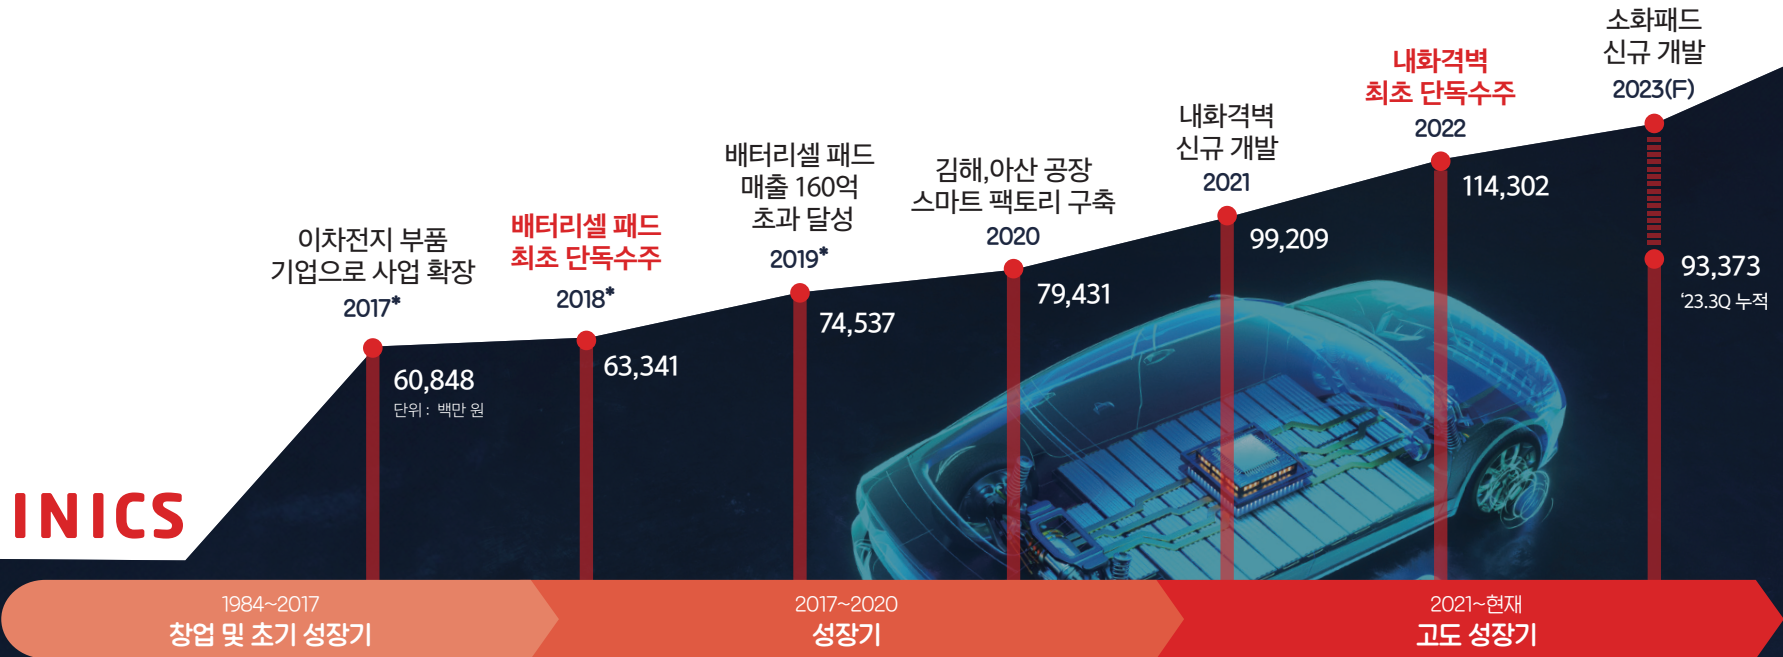 이차전지 부품
기업으로 사업 확장
2017*
60,848
단위 : 백만 원
배터리셀 패드
최초 단독수주
2018*
63,341
배터리셀 패드
매출 160억
초과 달성
2019*
74,537
김해,아산 공장
스마트 팩토리 구축
2020
79,431
내화격벽
신규 개발
2021
99,209
내화격벽
최초 단독수주
2022
114,302
소화패드
신규 개발
2023(F)
93,373
‘23.3Q 누적
INICS
1984~2017
창업 및 초기 성장기
2017~2020
성장기
2021~현재
고도 성장기